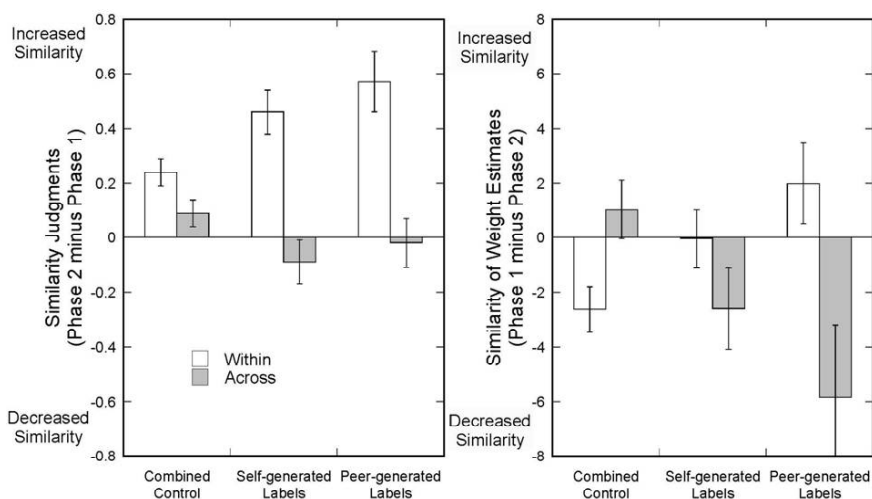 Increased
Similarity
0.8
0.6
0.4
0.2
0
-0.2
-0.4
-0.6
-0.8
Similarity Judgments
(Phase 2 minus Phase 1)
Within
Across
Decreased
Similarity
Combined
Control
Self-generated
Labels
Peer-generated
Labels
Increased
Similarity
8
6
4
2
0
-2
-4
-6
-8
Similarity of Weight Estimates
(Phase 1 minus Phase 2)
Decreased
Similarity
Combined
Control
Self-generated
Labels
Peer-generated
Labels